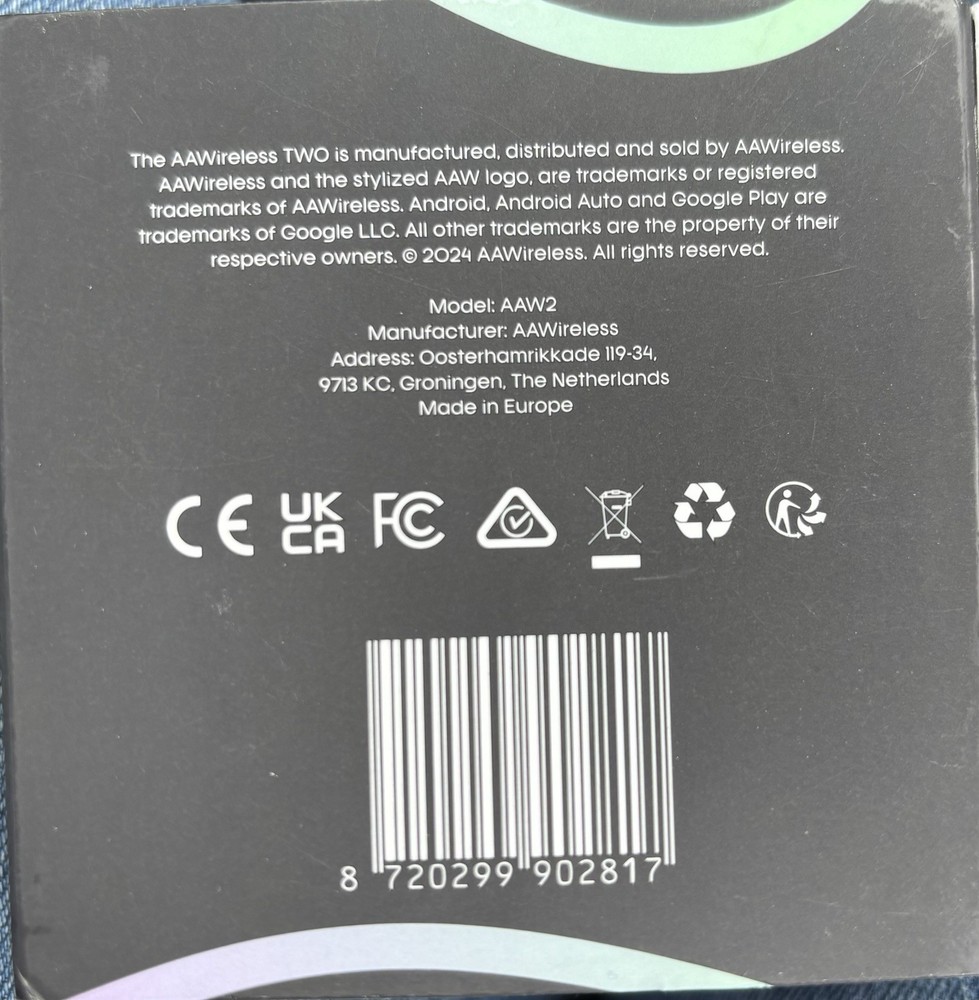 The AAWireless TWO is manufactured, distributed and sold by AAWireless.
AAWireless and the stylized AAW logo, are trademarks or registered
trademarks of AAWireless. Android, Android Auto and Google Play are
trademarks of Google LLC. All other trademarks are the property of their
respective owners. © 2024 AAWireless. All rights reserved.
Model: AAW2
Manufacturer: AAWireless
Address: Oosterhamrikkade 119-34,
9713 KC, Groningen, The Netherlands
Made in Europe
CE UK CA FC
8 720299 902817